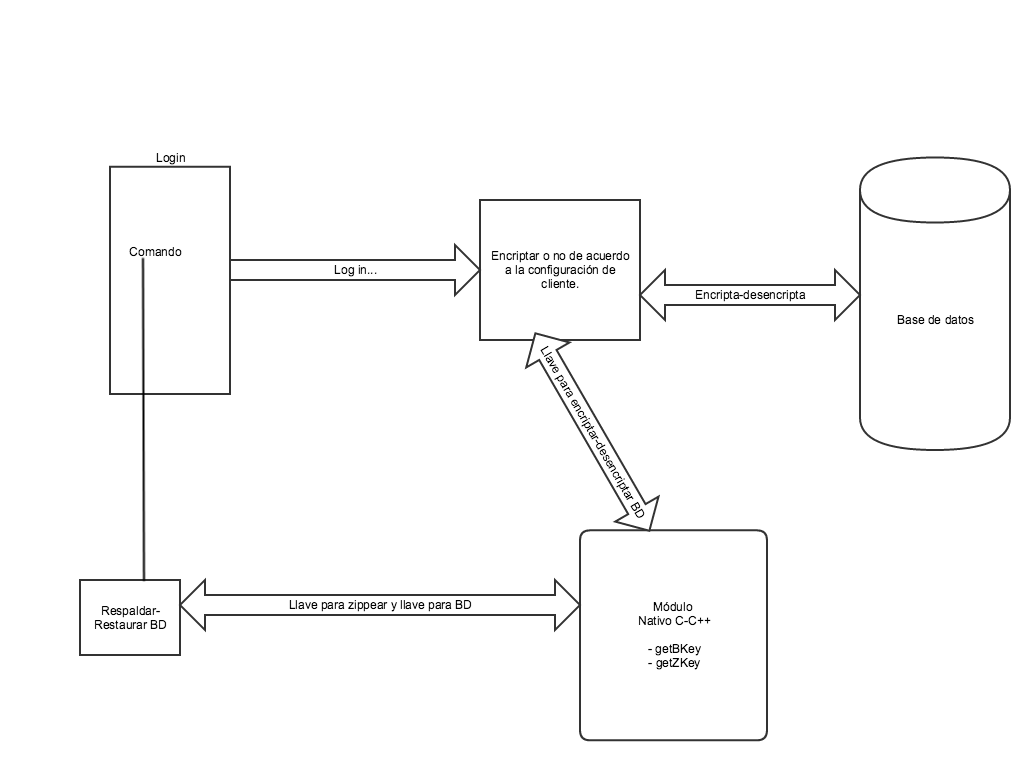 Login
Comando
Log in...
Encriptar o no de acuerdo
a la configuración de
cliente.
Encripta-desencripta
Base de datos
Llave para encriptar-desencriptar BD
Respaldar-
Restaurar BD
Llave para zippear y llave para BD
Módulo
Nativo C-C++
- getBKey
- getZKey